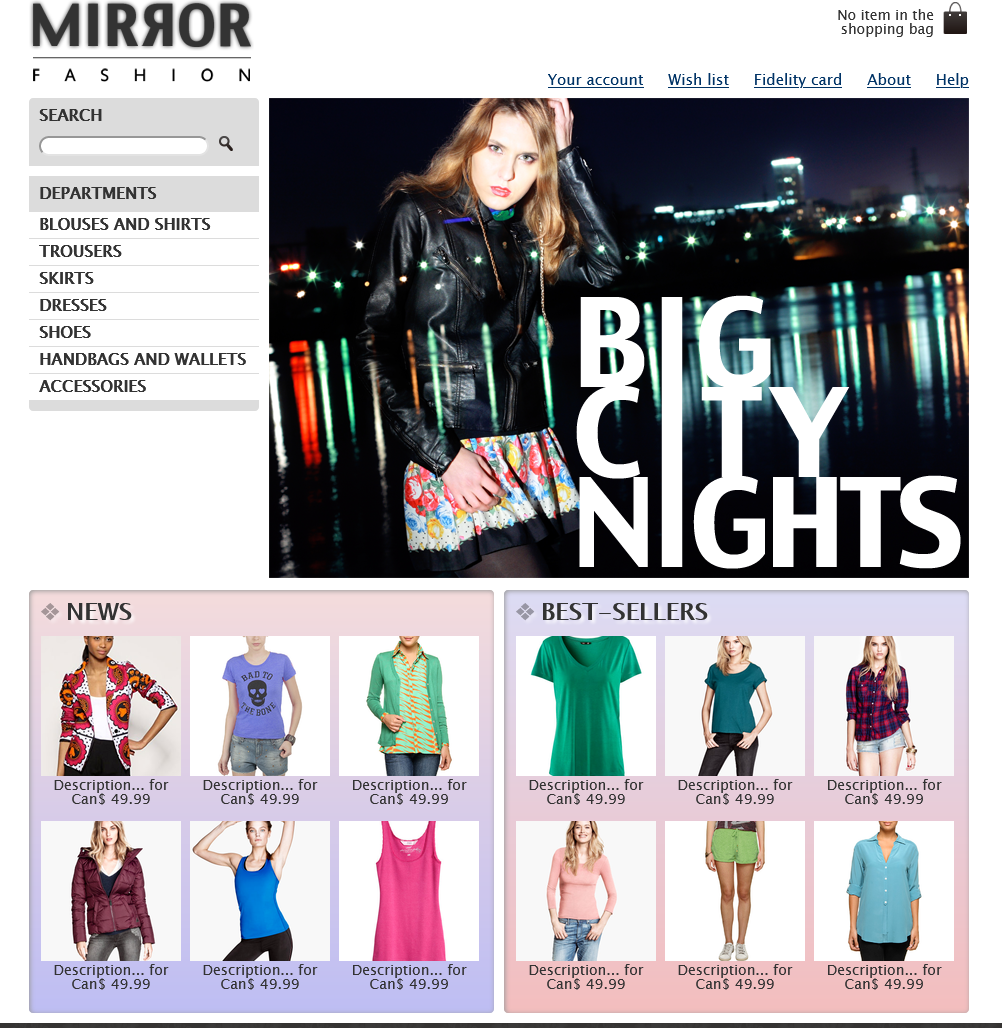 MIRЯOR
FASHION
No item in the
shopping bag
Your account
Wish list
Fidelity card
About
Help
SEARCH
DEPARTMENTS
BLOUSES AND SHIRTS
TROUSERS
SKIRTS
DRESSES
SHOES
HANDBAGS AND WALLETS
ACCESSORIES
BIG
CITY
NIGHTS
NEWS
BAD TO
THE BONE
Description... for
Can$ 49.99
Description... for
Can$ 49.99
Description... for
Can$ 49.99
Description... for
Can$ 49.99
Description... for
Can$ 49.99
Description... for
Can$ 49.99
BEST-SELLERS
Description... for
Can$ 49.99
Description... for
Can$ 49.99
Description... for
Can$ 49.99
Description... for
Can$ 49.99
Description... for
Can$ 49.99
Description... for
Can$ 49.99